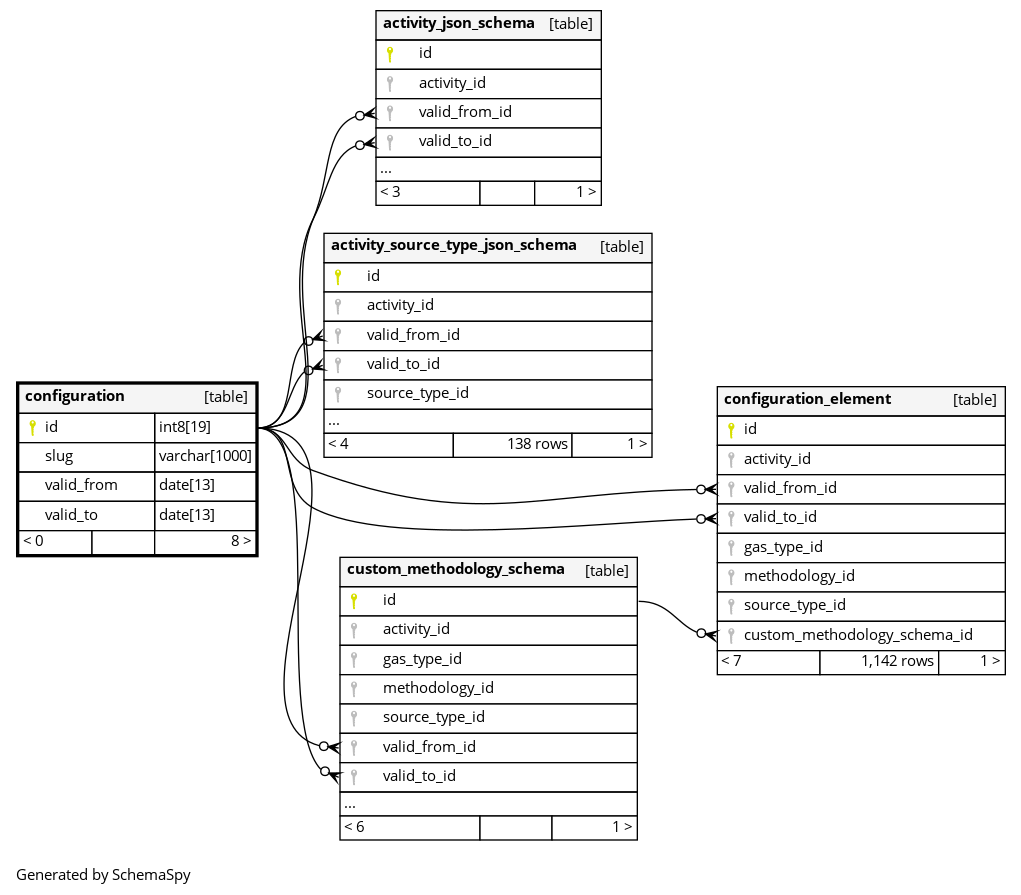 activity_json_schema [table]
id
activity_id
valid_from_id
valid_to_id
...
< 3 1 >
activity_source_type_json_schema [table]
id
activity_id
valid_from_id
valid_to_id
source_type_id
...
< 4 138 rows 1 >
configuration [table]
id int8[19]
slug varchar[1000]
valid_from date[13]
valid_to date[13]
< 0 8 >
configuration_element [table]
id
activity_id
valid_from_id
valid_to_id
gas_type_id
methodology_id
source_type_id
custom_methodology_schema_id
< 7 1,142 rows 1 >
custom_methodology_schema [table]
id
activity_id
gas_type_id
methodology_id
source_type_id
valid_from_id
valid_to_id
...
< 6 1 >
Generated by SchemaSpy